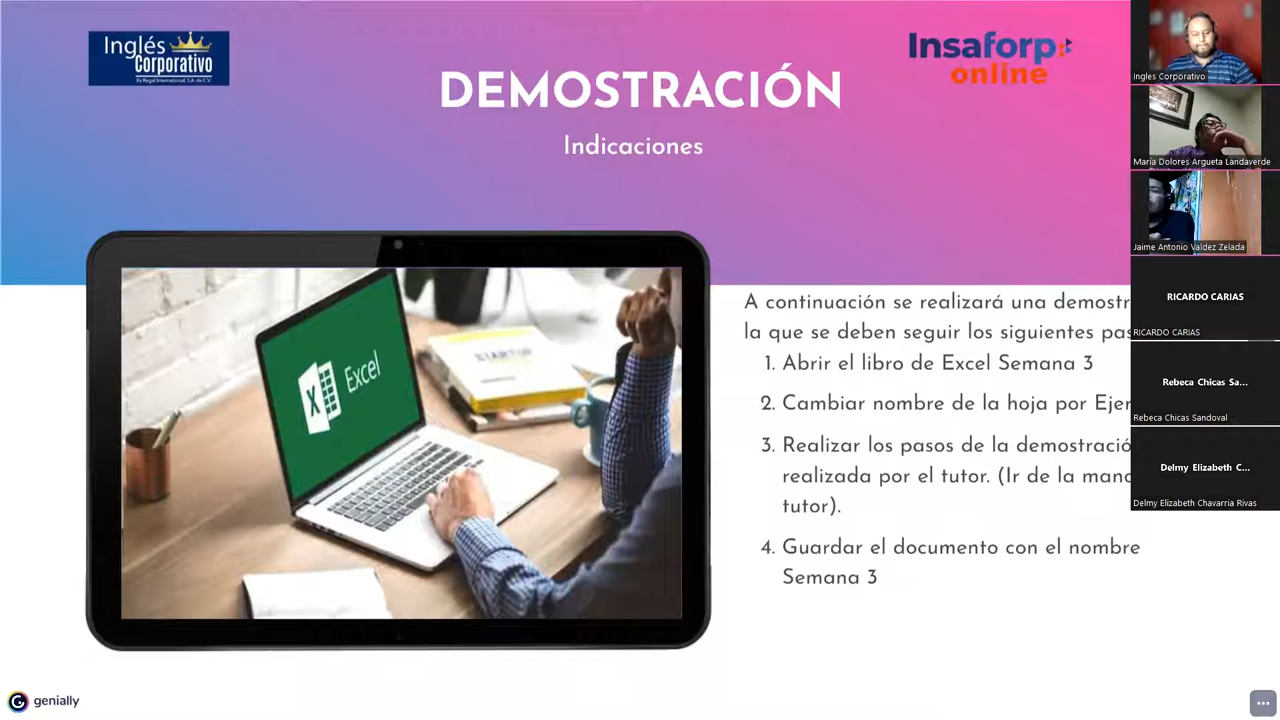 Inglés
Corporativo
By Regal International, S.A. de C.V.
Insaforp
online
DEMOSTRACIÓN
Indicaciones
Excel
STARTUP
A continuación se realizará una demostr
la que se deben seguir los siguientes pas
1. Abrir el libro de Excel Semana 3
2. Cambiar nombre de la hoja por Ejer
3. Realizar los pasos de la demostració
realizada por el tutor. (Ir de la mano
tutor).
4. Guardar el documento con el nombre
Semana 3
genially
Ingles Corporativo
María Dolores Argueta Landaverde
Jaime Antonio Valdez Zelada
RICARDO CARIAS
RICARDO CARIAS
Rebeca Chicas Sa...
Rebeca Chicas Sandoval
Delmy Elizabeth C...
Delmy Elizabeth Chavarria Rivas